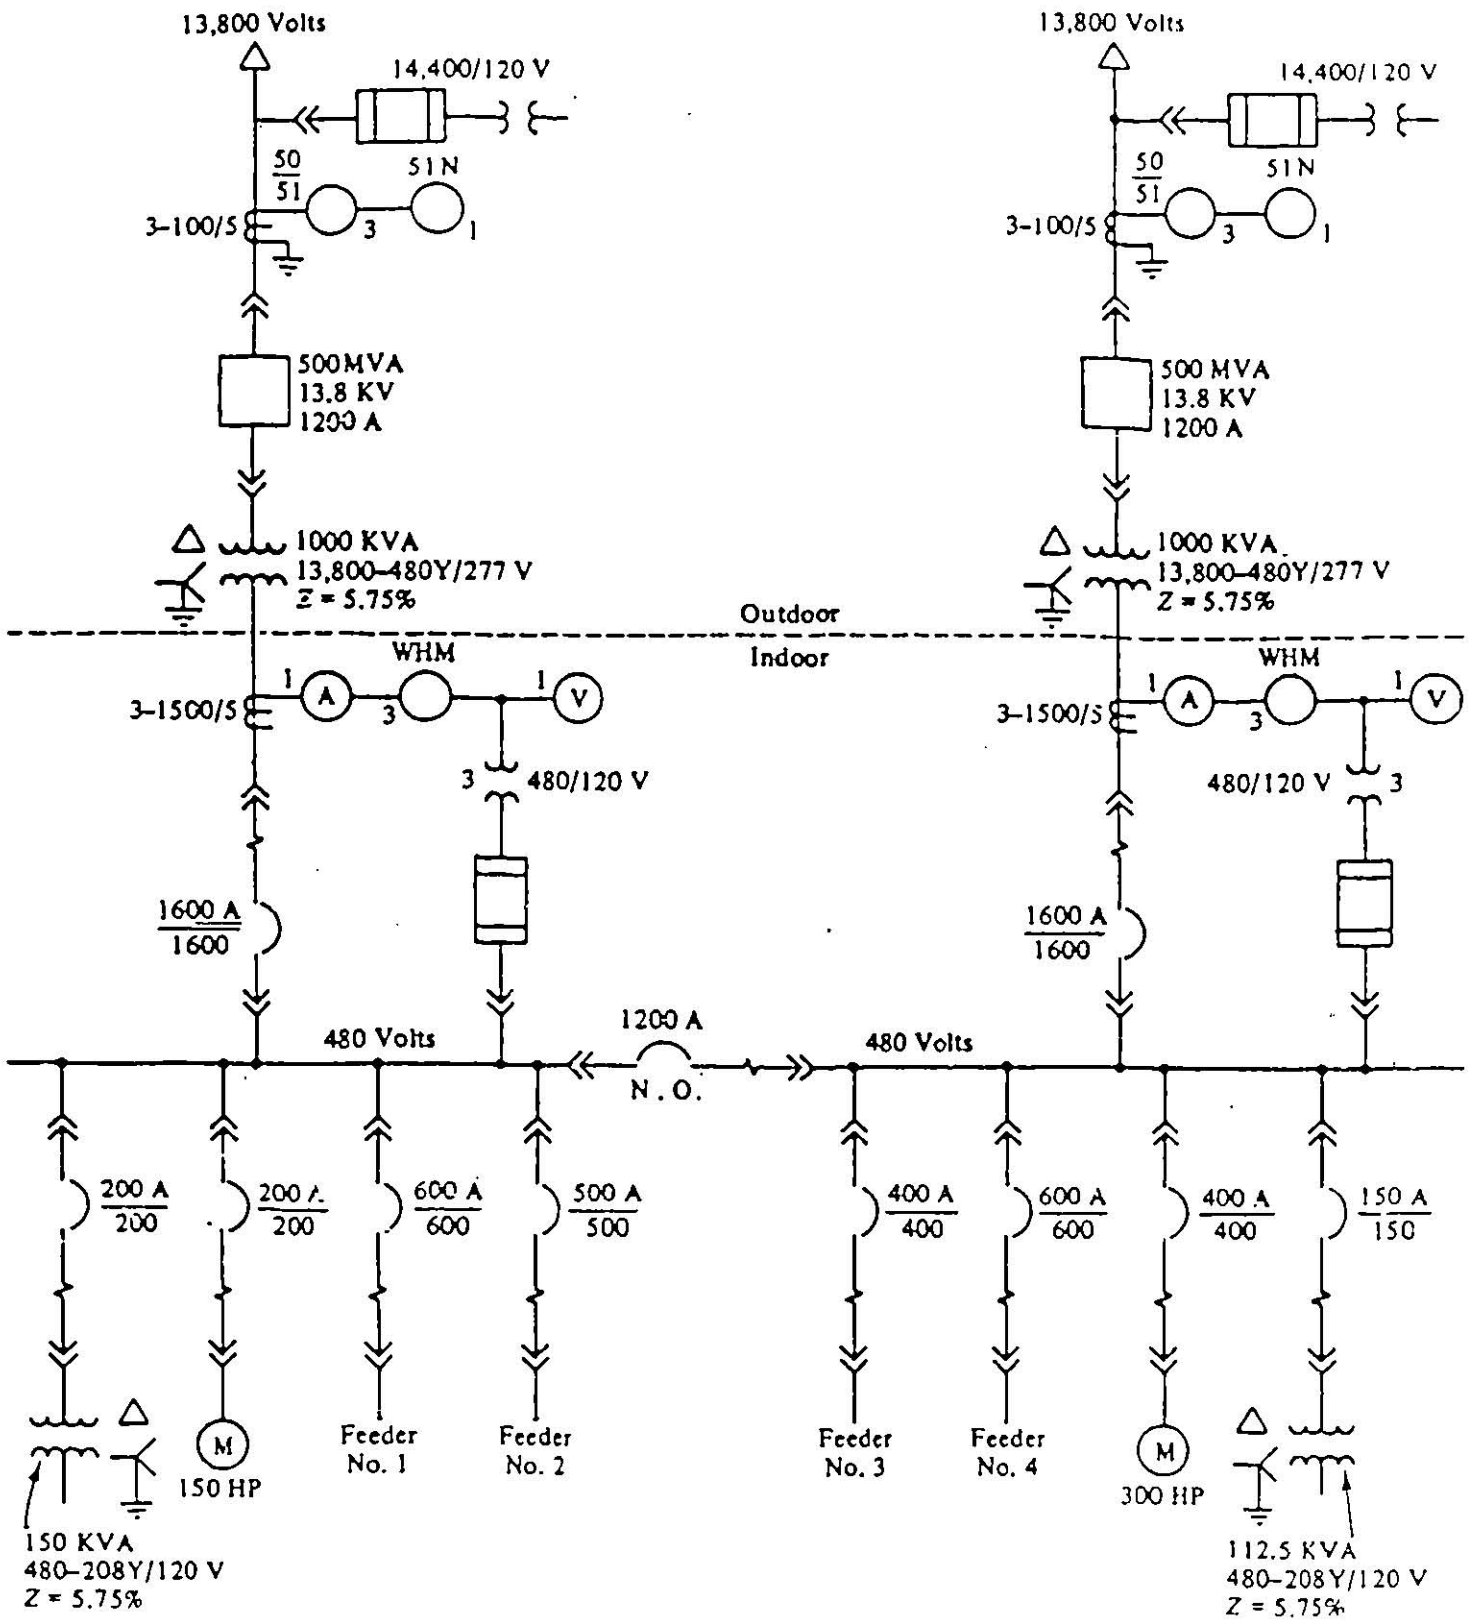 13,800 Volts
13,800 Volts
14,400/120 V
14,400/120 V
50
51
51N
50
51
51N
3-100/5
3
1
3-100/5
3
1
500MVA
13.8 KV
1200 A
500 MVA
13.8 KV
1200 A
1000 KVA
13,800-480Y/277 V
Z = 5.75%
1000 KVA
13,800-480Y/277 V
Z = 5.75%
Outdoor
Indoor
WHM
WHM
1
A
3
1
V
3-1500/5
1
A
3
1
V
3-1500/5
3
480/120 V
480/120 V
3
1600 A
1600
1600 A
1600
480 Volts
1200 A
N.O.
480 Volts
200 A
200
200 A
200
600 A
600
500 A
500
400 A
400
600 A
600
400 A
400
150 A
150
M
150 HP
Feeder
No. 1
Feeder
No. 2
Feeder
No. 3
Feeder
No. 4
M
300 HP
150 KVA
480-208Y/120 V
Z = 5.75%
112.5 KVA
480-208Y/120 V
Z = 5.75%